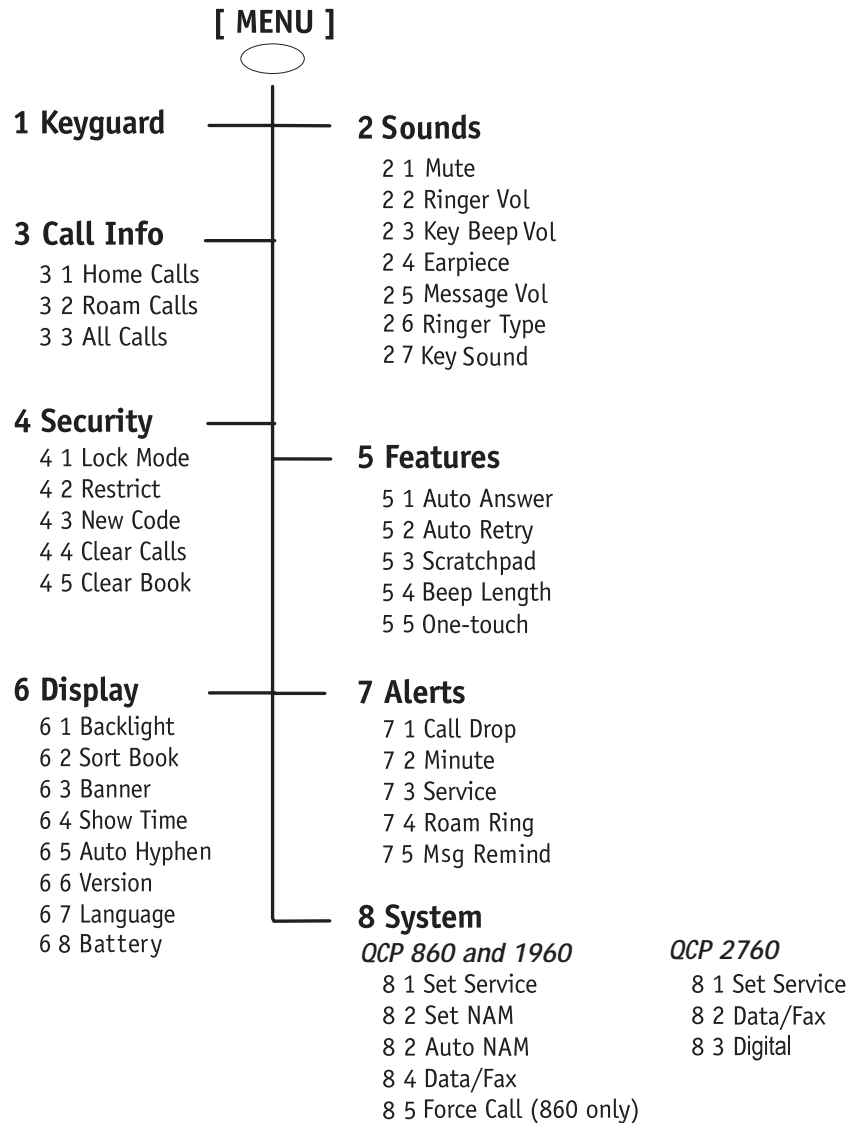 [ MENU ]
1 Keyguard
2 Sounds
2 1 Mute
2 2 Ringer Vol
2 3 Key Beep Vol
2 4 Earpiece
2 5 Message Vol
2 6 Ringer Type
2 7 Key Sound
3 Call Info
3 1 Home Calls
3 2 Roam Calls
3 3 All Calls
4 Security
4 1 Lock Mode
4 2 Restrict
4 3 New Code
4 4 Clear Calls
4 5 Clear Book
5 Features
5 1 Auto Answer
5 2 Auto Retry
5 3 Scratchpad
5 4 Beep Length
5 5 One-touch
6 Display
6 1 Backlight
6 2 Sort Book
6 3 Banner
6 4 Show Time
6 5 Auto Hyphen
6 6 Version
6 7 Language
6 8 Battery
7 Alerts
7 1 Call Drop
7 2 Minute
7 3 Service
7 4 Roam Ring
7 5 Msg Remind
8 System
QCP 860 and 1960
8 1 Set Service
8 2 Set NAM
8 2 Auto NAM
8 4 Data/Fax
8 5 Force Call (860 only)
QCP 2760
8 1 Set Service
8 2 Data/Fax
8 3 Digital